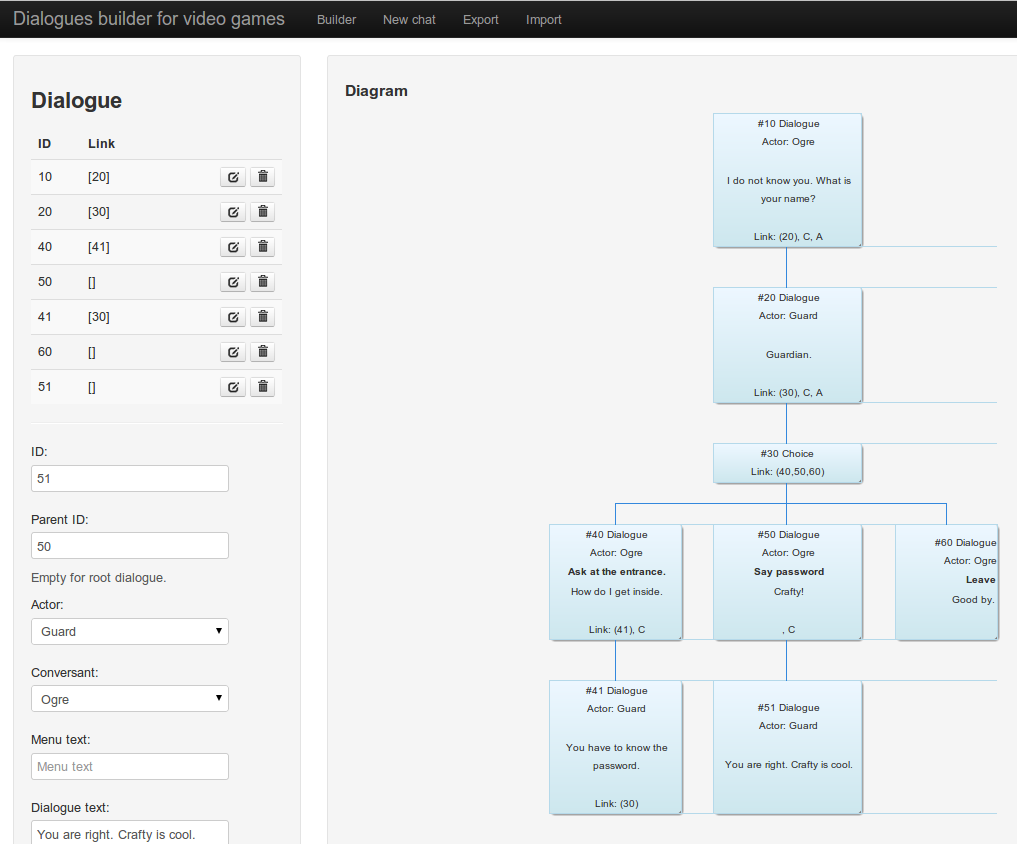 Dialogues builder for video games Builder New chat Export Import
Dialogue
ID Link
10 [20]
20 [30]
40 [41]
50 []
41 [30]
60 []
51 []
ID:
51
Parent ID:
50
Empty for root dialogue.
Actor:
Guard
Conversant:
Ogre
Menu text:
Menu text
Dialogue text:
You are right. Crafty is cool.
Diagram
#10 Dialogue
Actor: Ogre
I do not know you. What is
your name?
Link: (20), C, A
#20 Dialogue
Actor: Guard
Guardian.
Link: (30), C, A
#30 Choice
Link: (40,50,60)
#40 Dialogue
Actor: Ogre
Ask at the entrance.
How do I get inside.
Link: (41), C
#50 Dialogue
Actor: Ogre
Say password
Crafty!
, C
#60 Dialogue
Actor: Ogre
Leave
Good by.
#41 Dialogue
Actor: Guard
You have to know the
password.
Link: (30)
#51 Dialogue
Actor: Guard
You are right. Crafty is cool.